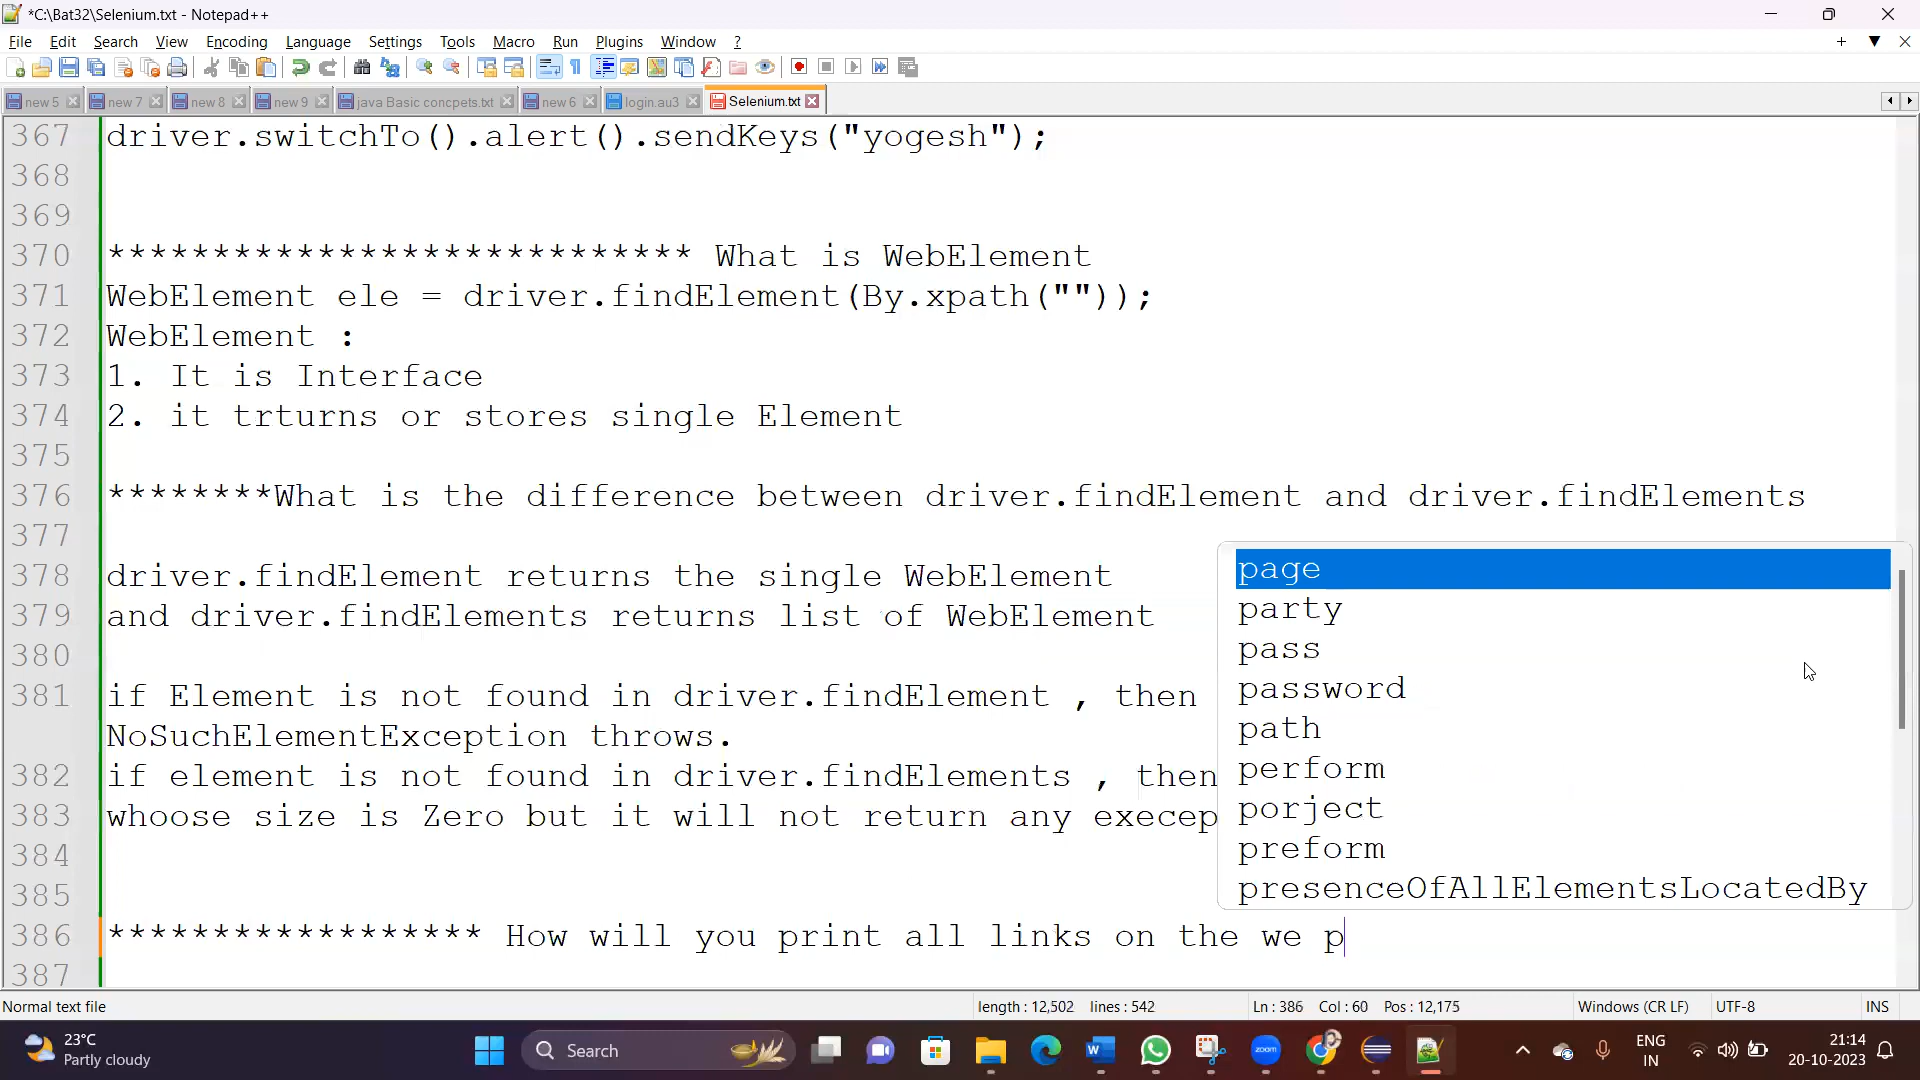 *C:\Bat32\Selenium.txt - Notepad++
File Edit Search View Encoding Language Settings Tools Macro Run Plugins Window ?
new 5 new 7 new 8 new 9 java Basic concpets.txt new 6 login.au3 Selenium.txt
367 driver.switchTo().alert().sendKeys("yogesh");
368
369
370 **************************** What is WebElement
371 WebElement ele = driver.findElement(By.xpath(""));
372 WebElement :
373 1. It is Interface
374 2. it trturns or stores single Element
375
376 ********What is the difference between driver.findElement and driver.findElements
377
378 driver.findElement returns the single WebElement
379 and driver.findElements returns list of WebElement
380
381 if Element is not found in driver.findElement , then
NoSuchElementException throws.
382 if element is not found in driver.findElements , then
383 whoose size is Zero but it will not return any execep
384
385
386 ****************** How will you print all links on the we p
387
page
party
pass
password
path
perform
porject
preform
presenceOfAllElementsLocatedBy
Normal text file length : 12,502 lines : 542 Ln : 386 Col : 60 Pos : 12,175 Windows (CR LF) UTF-8 INS
23°C
Partly cloudy
Search
zoom
ENG
IN
21:14
20-10-2023